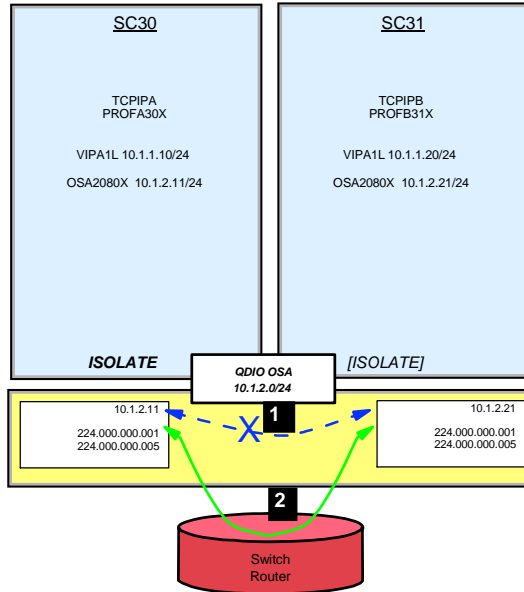 SC30
TCPIPA
PROFA30X
VIPA1L 10.1.1.10/24
OSA2080X 10.1.2.11/24
ISOLATE
SC31
TCPIPB
PROFB31X
VIPA1L 10.1.1.20/24
OSA2080X 10.1.2.21/24
[ISOLATE]
QDIO OSA
10.1.2.0/24
1
10.1.2.11
224.000.000.001
224.000.000.005
X
10.1.2.21
224.000.000.001
224.000.000.005
2
Switch
Router